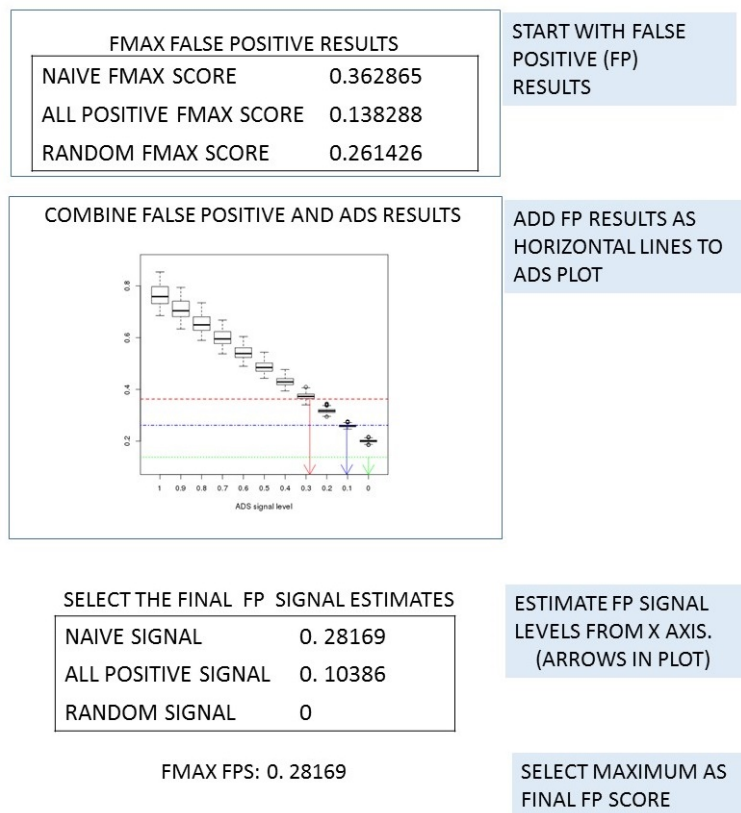 FMAX FALSE POSITIVE RESULTS
NAIVE FMAX SCORE 0.362865
ALL POSITIVE FMAX SCORE 0.138288
RANDOM FMAX SCORE 0.261426
START WITH FALSE
POSITIVE (FP)
RESULTS
COMBINE FALSE POSITIVE AND ADS RESULTS
0.8
0.6
0.4
0.2
1 0.9 0.8 0.7 0.6 0.5 0.4 0.3 0.2 0.1 0
ADS signal level
ADD FP RESULTS AS
HORIZONTAL LINES TO
ADS PLOT
SELECT THE FINAL FP SIGNAL ESTIMATES
NAIVE SIGNAL 0. 28169
ALL POSITIVE SIGNAL 0. 10386
RANDOM SIGNAL 0
ESTIMATE FP SIGNAL
LEVELS FROM X AXIS.
(ARROWS IN PLOT)
FMAX FPS: 0. 28169
SELECT MAXIMUM AS
FINAL FP SCORE